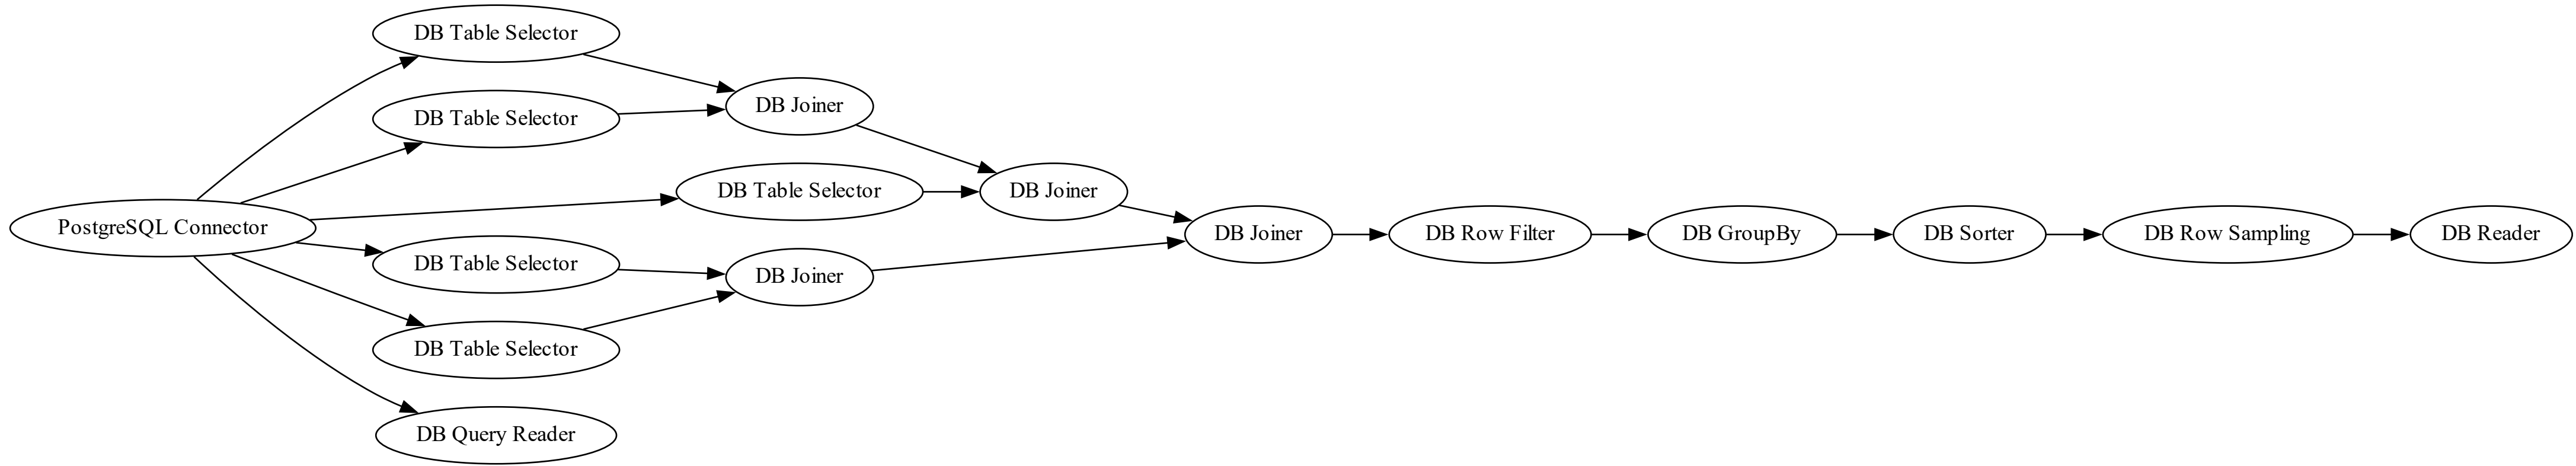 DB Table Selector
DB Table Selector
DB Joiner
DB Table Selector
DB Joiner
PostgreSQL Connector
DB Table Selector
DB Joiner
DB Joiner
DB Row Filter
DB GroupBy
DB Sorter
DB Row Sampling
DB Reader
DB Table Selector
DB Query Reader